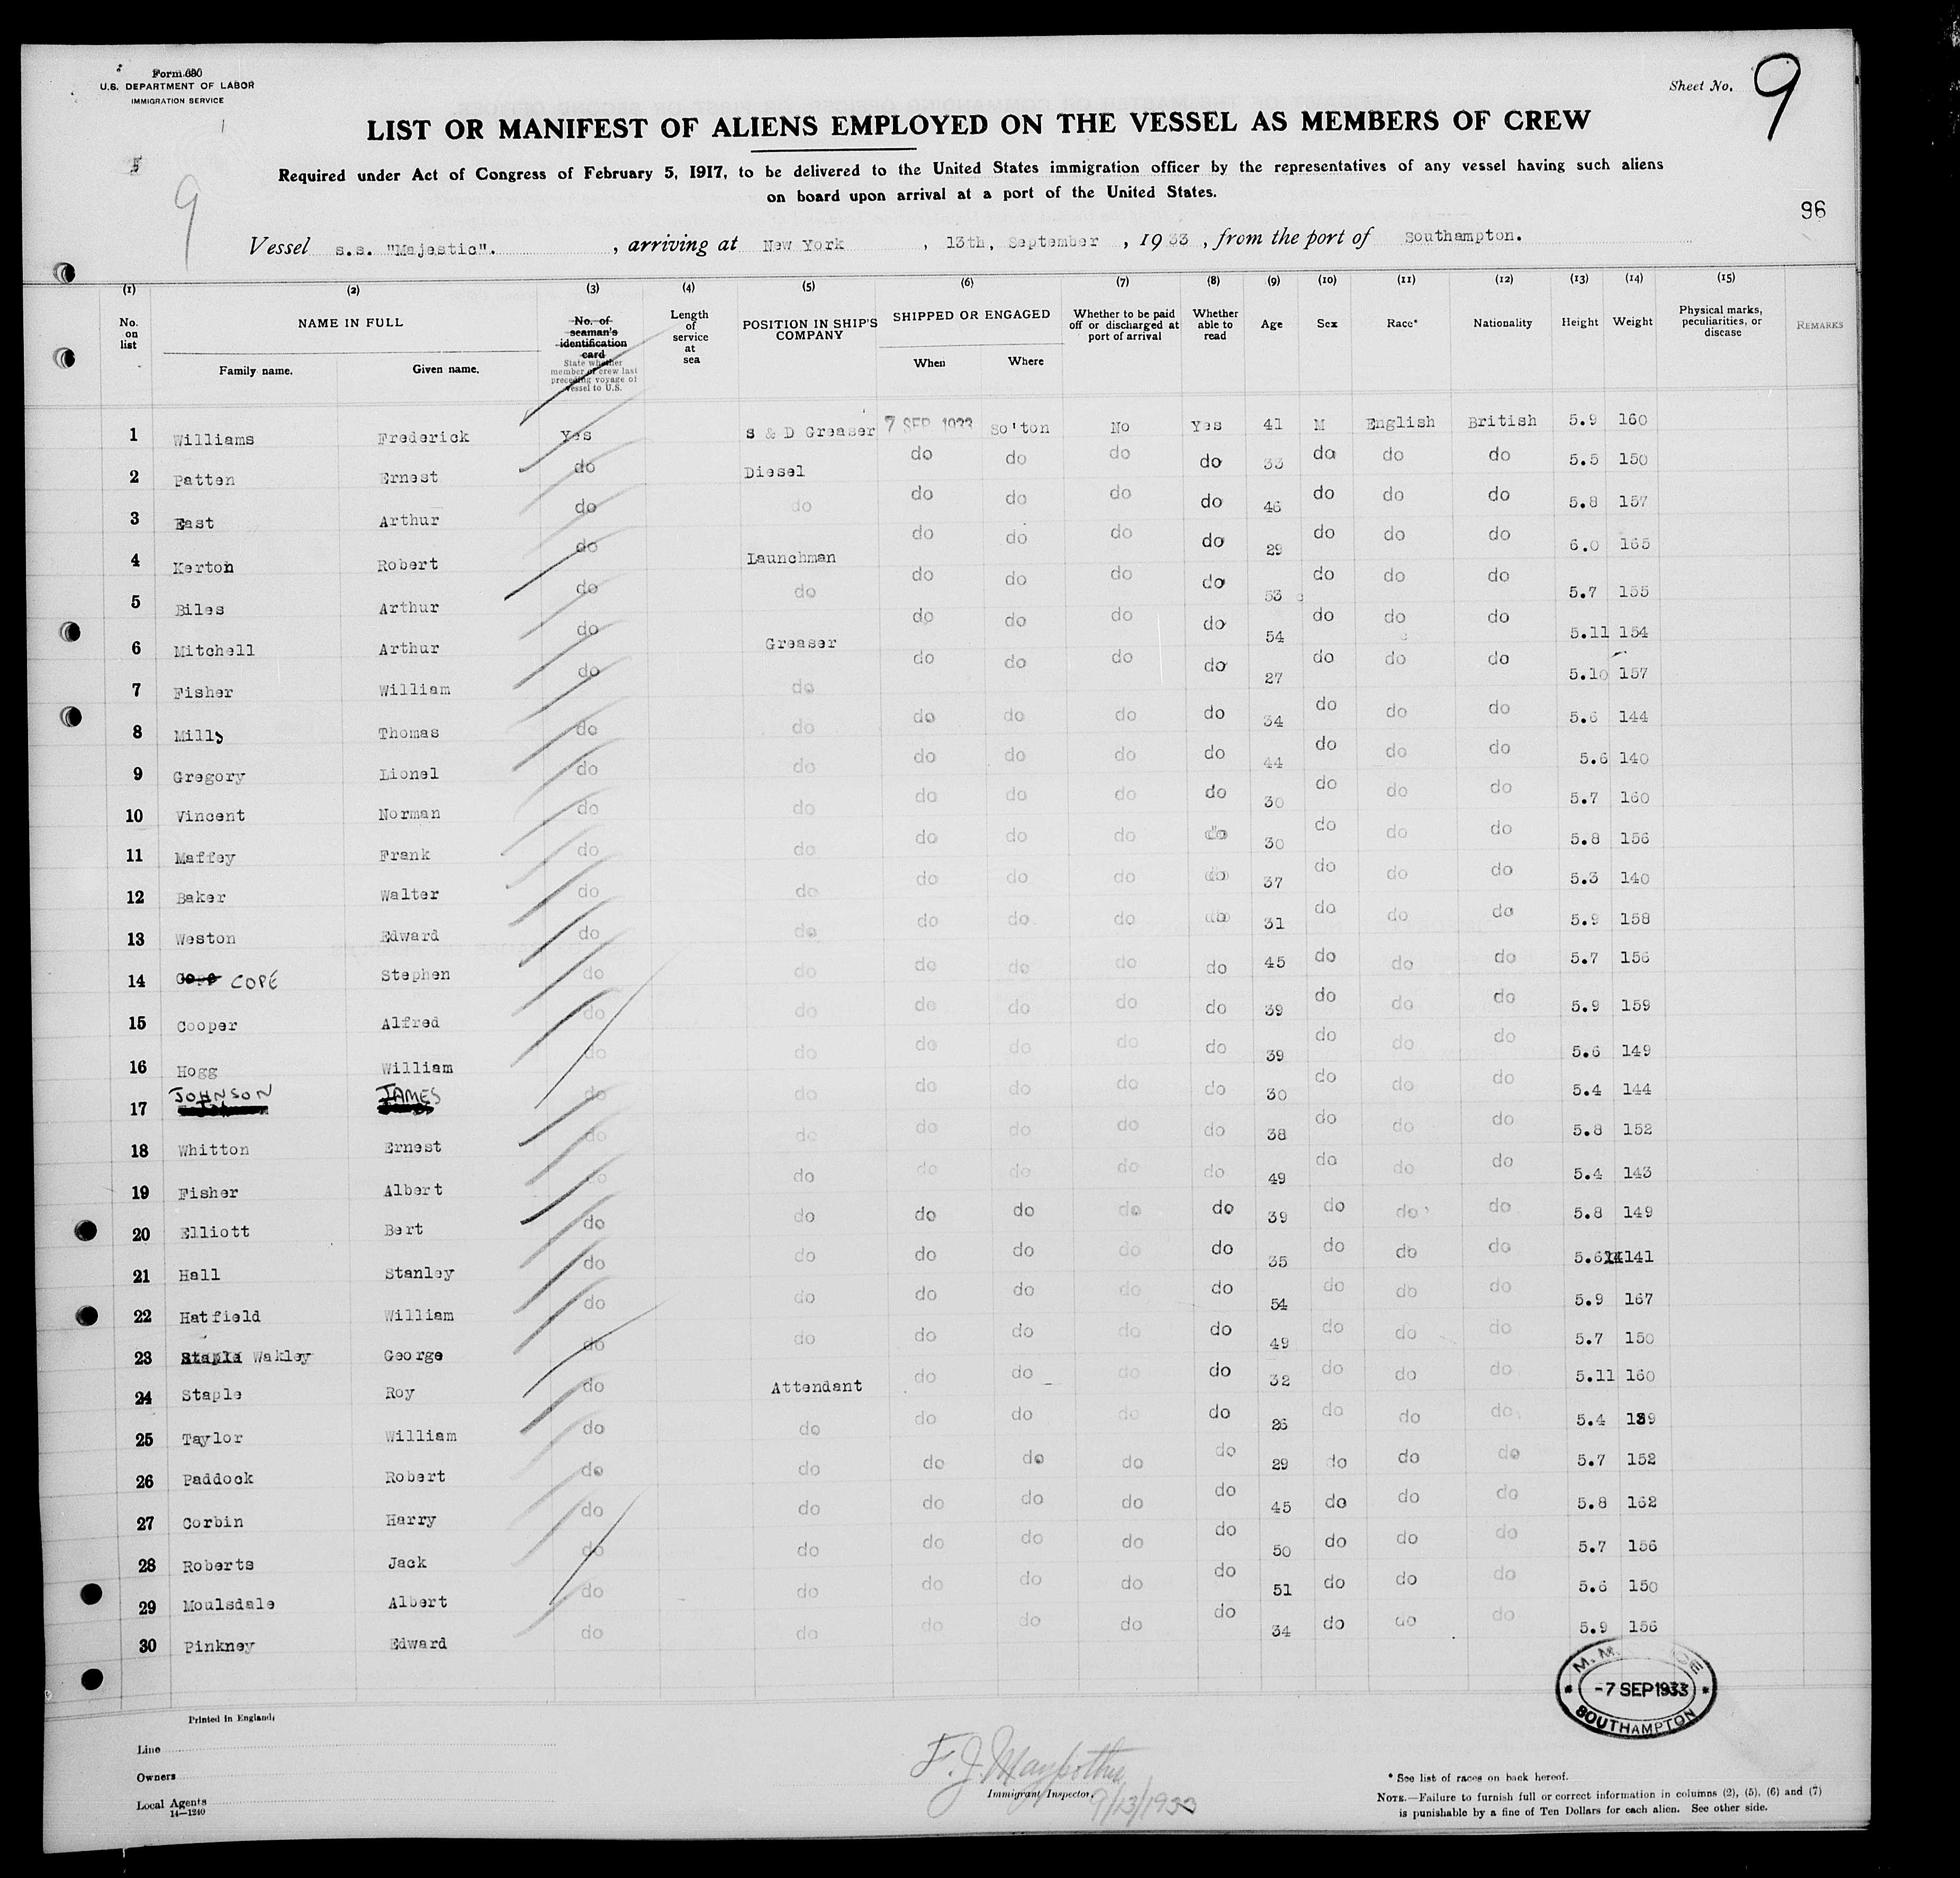 Form 680
U.S. DEPARTMENT OF LABOR
IMMIGRATION SERVICE
Sheet No. 9
LIST OR MANIFEST OF ALIENS EMPLOYED ON THE VESSEL AS MEMBERS OF CREW
Required under Act of Congress of February 5, 1917, to be delivered to the United States immigration officer by the representatives of any vessel having such aliens
on board upon arrival at a port of the United States.
9
96
Vessel s.s. "Majestic". , arriving at New York , 13th, September , 1933 , from the port of Southampton.
(1) (2) (3) (4) (5) (6) (7) (8) (9) (10) (11) (12) (13) (14) (15)
No. on list NAME IN FULL Family name. Given name. No. of seaman's identification card State whether member of crew last preceding voyage of vessel to U.S. Length of service at sea POSITION IN SHIP'S COMPANY SHIPPED OR ENGAGED When Where Whether to be paid off or discharged at port of arrival Whether able to read Age Sex Race* Nationality Height Weight Physical marks, peculiarities, or disease REMARKS
1 Williams Frederick Yes S & D Greaser 7 SEP 1933 So'ton No Yes 41 M English British 5.9 160
2 Patten Ernest do Diesel do do do do 33 do do do 5.5 150
3 East Arthur do do do do do do 46 do do do 5.8 157
4 Kerton Robert do Launchman do do do do 29 do do do 6.0 165
5 Biles Arthur do do do do do do 53 do do do 5.7 155
6 Mitchell Arthur do Greaser do do do do 54 do do do 5.11 154
7 Fisher William do do do do do do 27 do do do 5.10 157
8 Mills Thomas do do do do do do 34 do do do 5.6 144
9 Gregory Lionel do do do do do do 44 do do do 5.6 140
10 Vincent Norman do do do do do do 30 do do do 5.7 160
11 Maffey Frank do do do do do do 30 do do do 5.8 156
12 Baker Walter do do do do do do 37 do do do 5.3 140
13 Weston Edward do do do do do do 31 do do do 5.9 158
14 COPE Stephen do do do do do do 45 do do do 5.7 156
15 Cooper Alfred do do do do do do 39 do do do 5.9 159
16 Hogg William do do do do do do 39 do do do 5.6 149
17 JOHNSON JAMES do do do do do do 30 do do do 5.4 144
18 Whitton Ernest do do do do do do 38 do do do 5.8 152
19 Fisher Albert do do do do do do 49 do do do 5.4 143
20 Elliott Bert do do do do do do 39 do do do 5.8 149
21 Hall Stanley do do do do do do 35 do do do 5.6 141
22 Hatfield William do do do do do do 54 do do do 5.9 167
23 Staple Wakley George do do do do do do 49 do do do 5.7 150
24 Staple Roy do Attendant do do do do 32 do do do 5.11 160
25 Taylor William do do do do do do 26 do do do 5.4 139
26 Paddock Robert do do do do do do 29 do do do 5.7 152
27 Corbin Harry do do do do do do 45 do do do 5.8 162
28 Roberts Jack do do do do do do 50 do do do 5.7 156
29 Moulsdale Albert do do do do do do 51 do do do 5.6 150
30 Pinkney Edward do do do do do do 34 do do do 5.9 156
M. M.
-7 SEP 1933
SOUTHAMPTON
Printed in England.
Line
Owners
Local Agents
14—1240
F. J.
Immigrant Inspector.
9/13/1933
* See list of races on back hereof.
NOTE.—Failure to furnish full or correct information in columns (2), (5), (6) and (7)
is punishable by a fine of Ten Dollars for each alien. See other side.